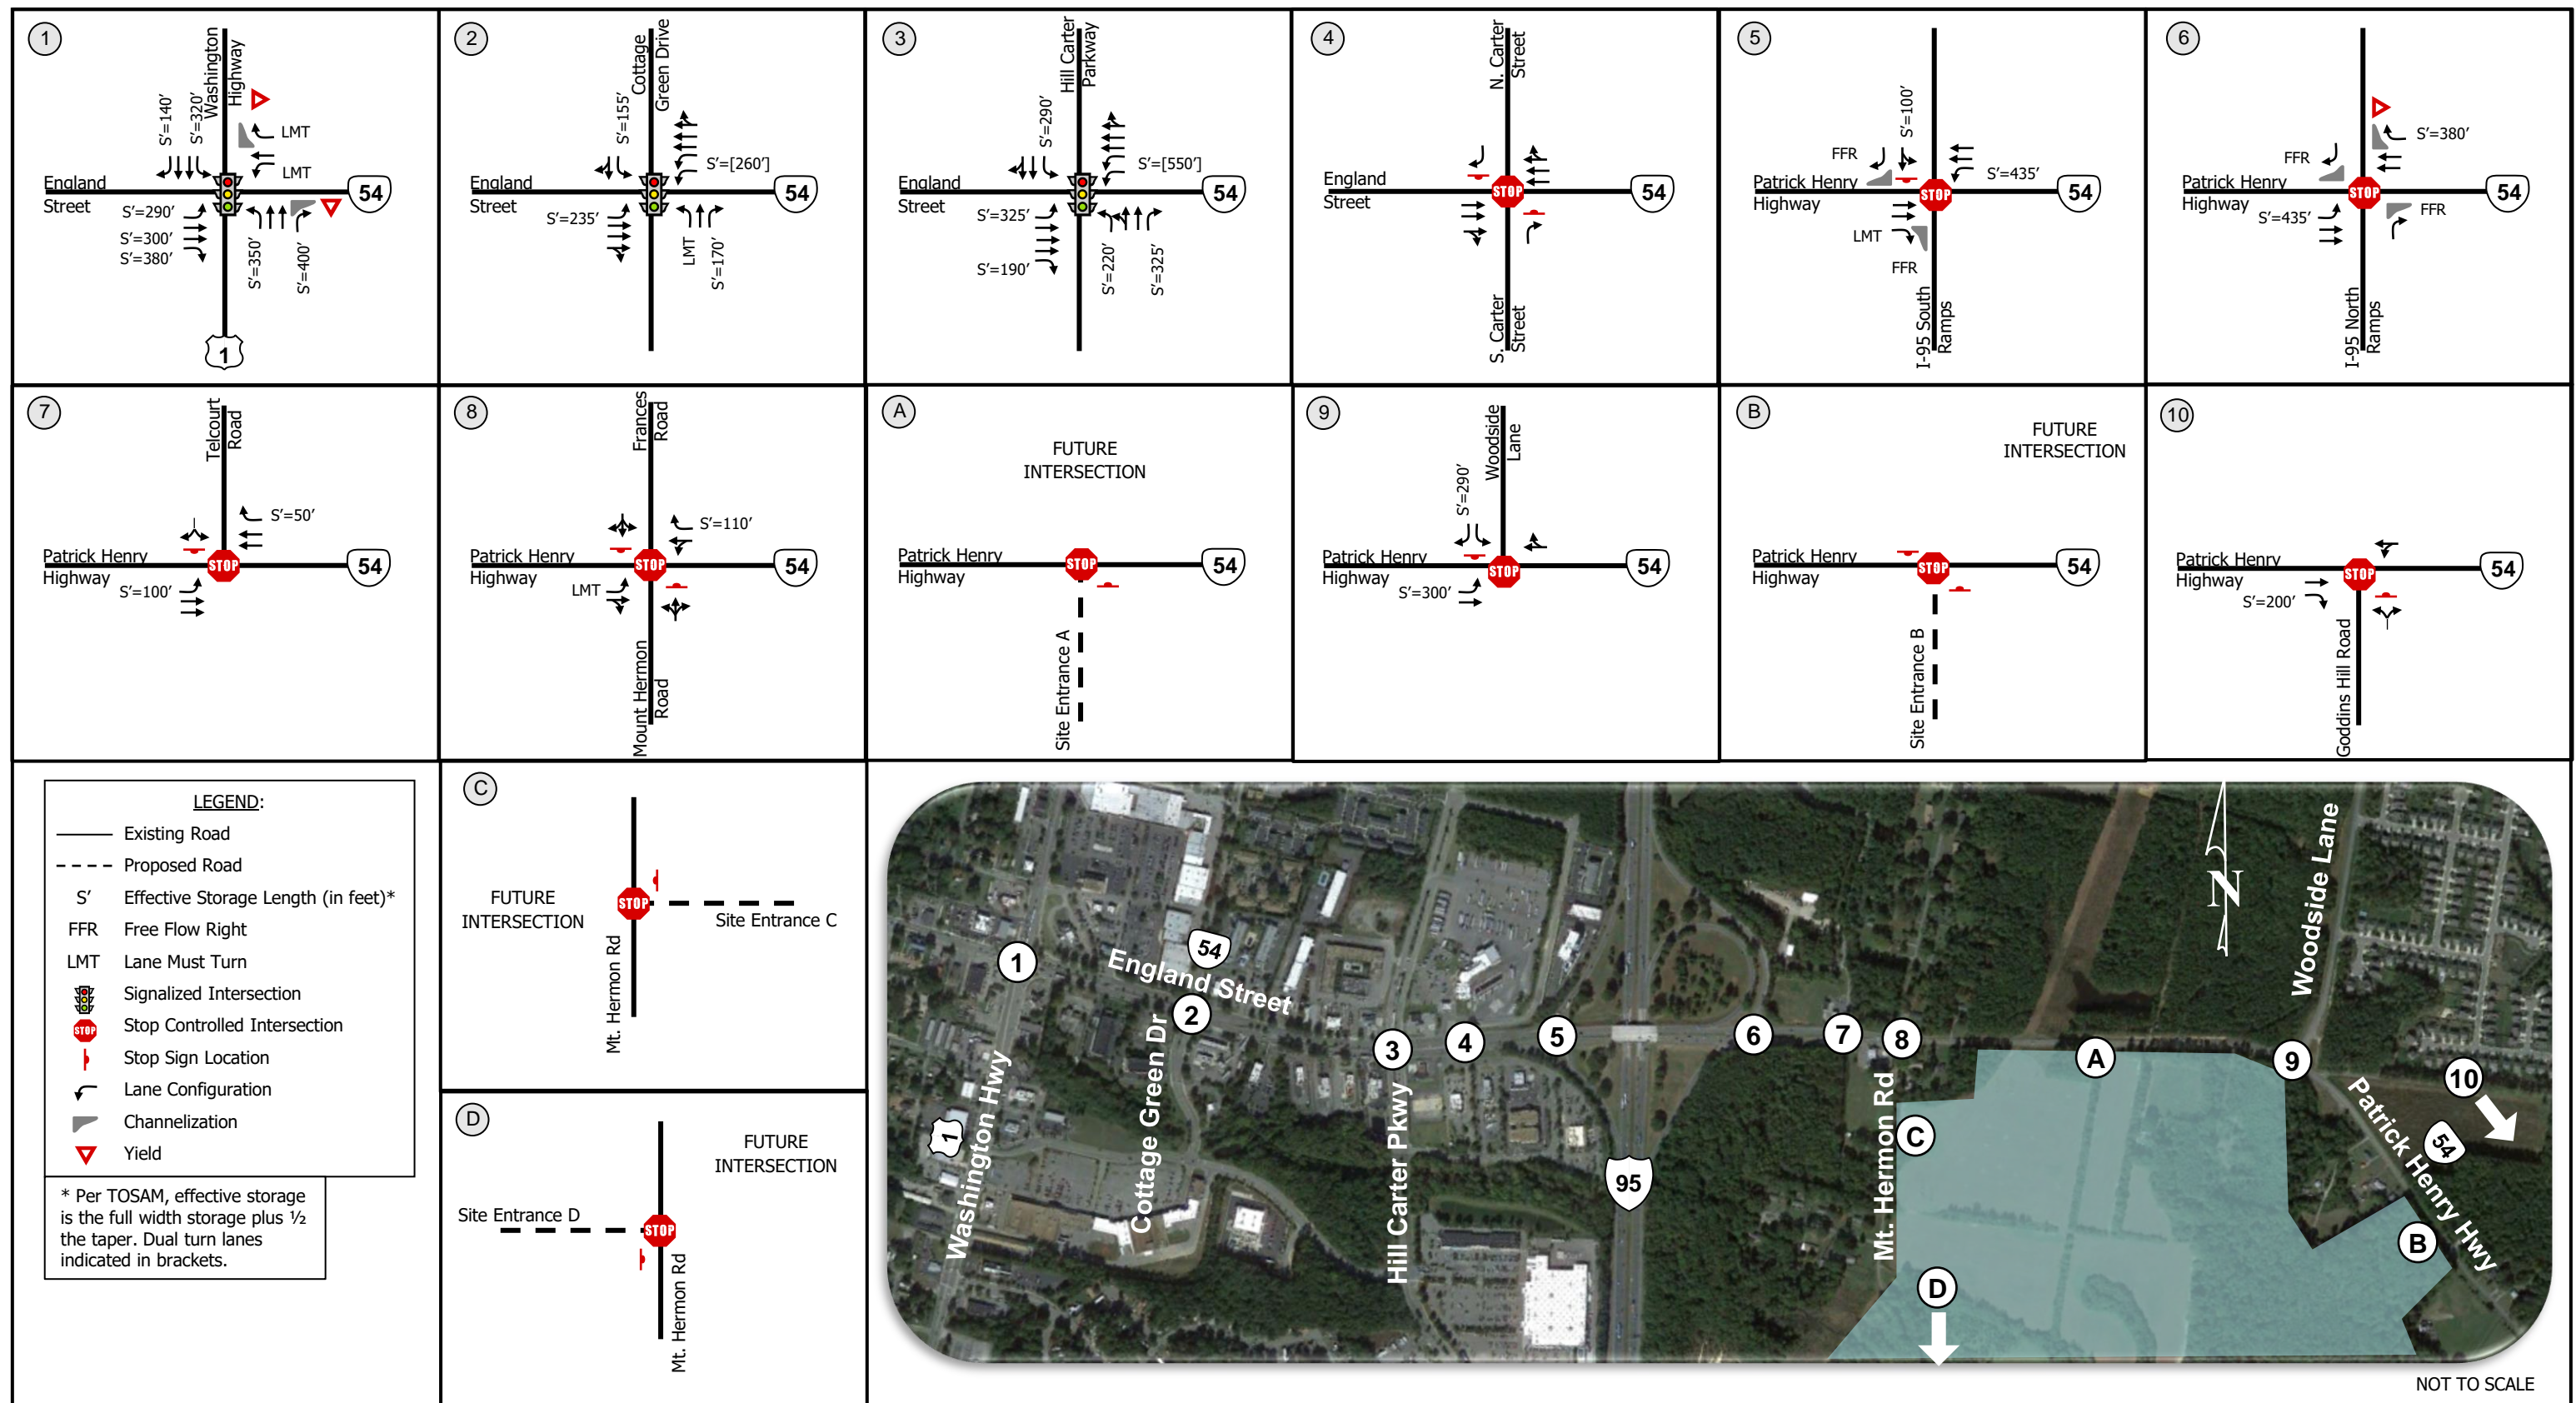 1
Washington
Highway
S'=140'
S'=320'
LMT
LMT
England
Street
54
S'=290'
S'=300'
S'=380'
S'=350'
S'=400'
1
2
Cottage
Green Drive
S'=155'
S'=[260']
England
Street
54
S'=235'
LMT
S'=170'
3
Hill Carter
Parkway
S'=290'
S'=[550']
England
Street
54
S'=325'
S'=190'
S'=220'
S'=325'
4
N. Carter
Street
England
Street
STOP
54
S. Carter
Street
5
S'=100'
FFR
S'=435'
Patrick Henry
Highway
STOP
54
LMT
FFR
I-95 South
Ramps
6
S'=380'
FFR
Patrick Henry
Highway
STOP
54
S'=435'
FFR
I-95 North
Ramps
7
Telcourt
Road
S'=50'
Patrick Henry
Highway
STOP
54
S'=100'
8
Frances
Road
S'=110'
Patrick Henry
Highway
STOP
54
LMT
Mount Hermon
Road
A
FUTURE
INTERSECTION
Patrick Henry
Highway
STOP
54
Site Entrance A
9
Woodside
Lane
S'=290'
Patrick Henry
Highway
STOP
54
S'=300'
B
FUTURE
INTERSECTION
Patrick Henry
Highway
STOP
54
Site Entrance B
10
Patrick Henry
Highway
STOP
54
S'=200'
Goddins Hill Road
LEGEND:
Existing Road
Proposed Road
S' Effective Storage Length (in feet)*
FFR Free Flow Right
LMT Lane Must Turn
Signalized Intersection
STOP Stop Controlled Intersection
Stop Sign Location
Lane Configuration
Channelization
Yield
* Per TOSAM, effective storage
is the full width storage plus ½
the taper. Dual turn lanes
indicated in brackets.
C
FUTURE
INTERSECTION
STOP
Site Entrance C
Mt. Hermon Rd
D
FUTURE
INTERSECTION
Site Entrance D
STOP
Mt. Hermon Rd
N
Woodside Lane
1
54
England Street
2
3
4
5
6
7
8
A
9
10
Washington Hwy
1
Cottage Green Dr
Hill Carter Pkwy
95
Mt. Hermon Rd
C
Patrick Henry Hwy
54
B
D
NOT TO SCALE